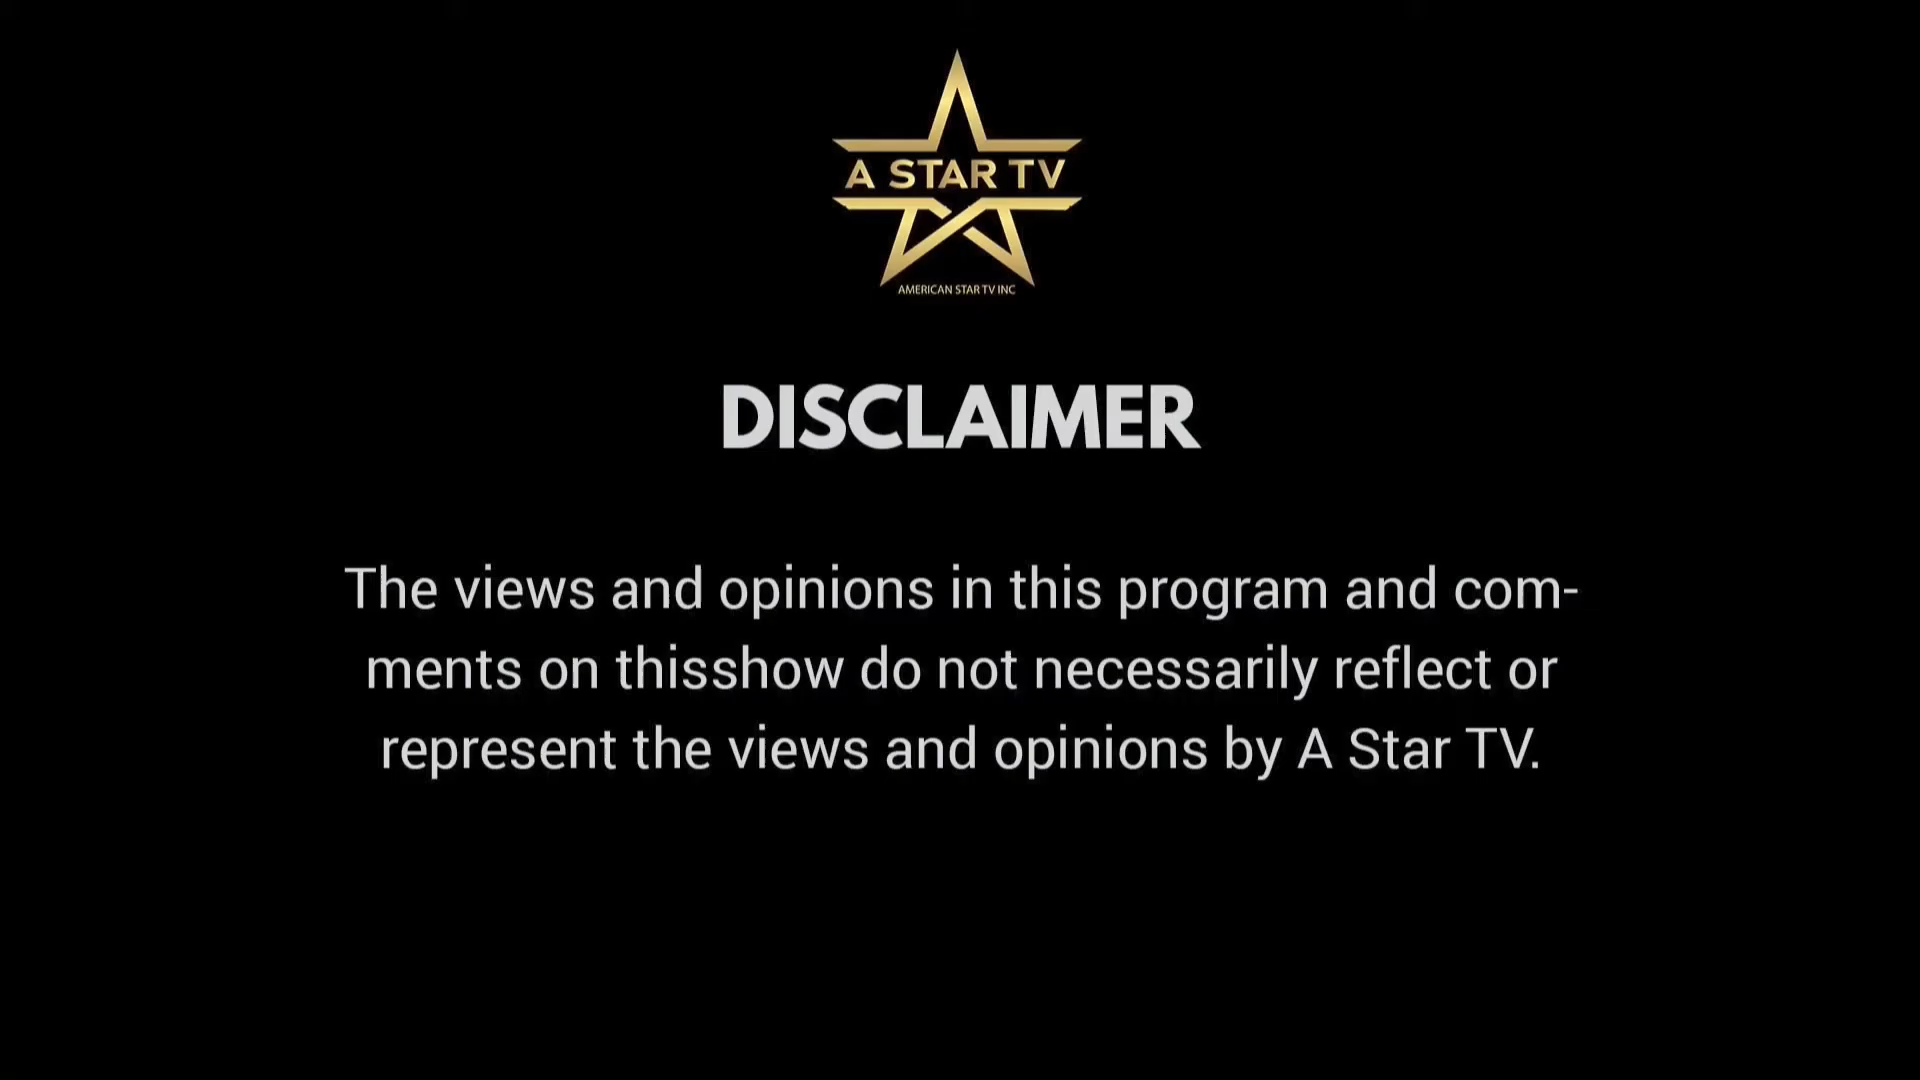 A STAR TV
AMERICAN STAR TV INC
DISCLAIMER
The views and opinions in this program and com-
ments on thisshow do not necessarily reflect or
represent the views and opinions by A Star TV.